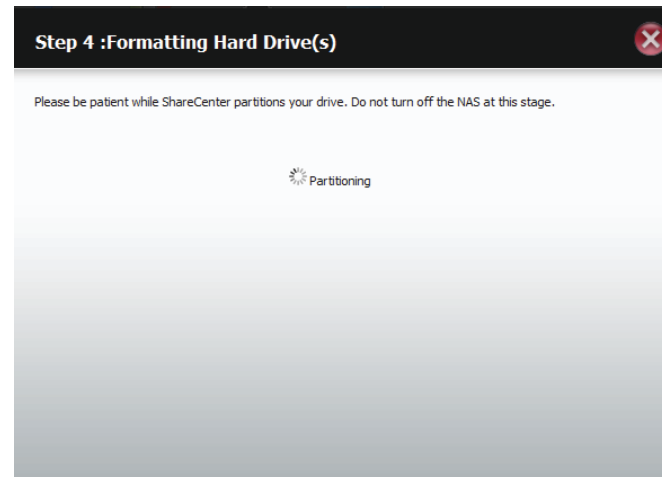 Step 4 :Formatting Hard Drive(s)
Please be patient while ShareCenter partitions your drive. Do not turn off the NAS at this stage.
Partitioning